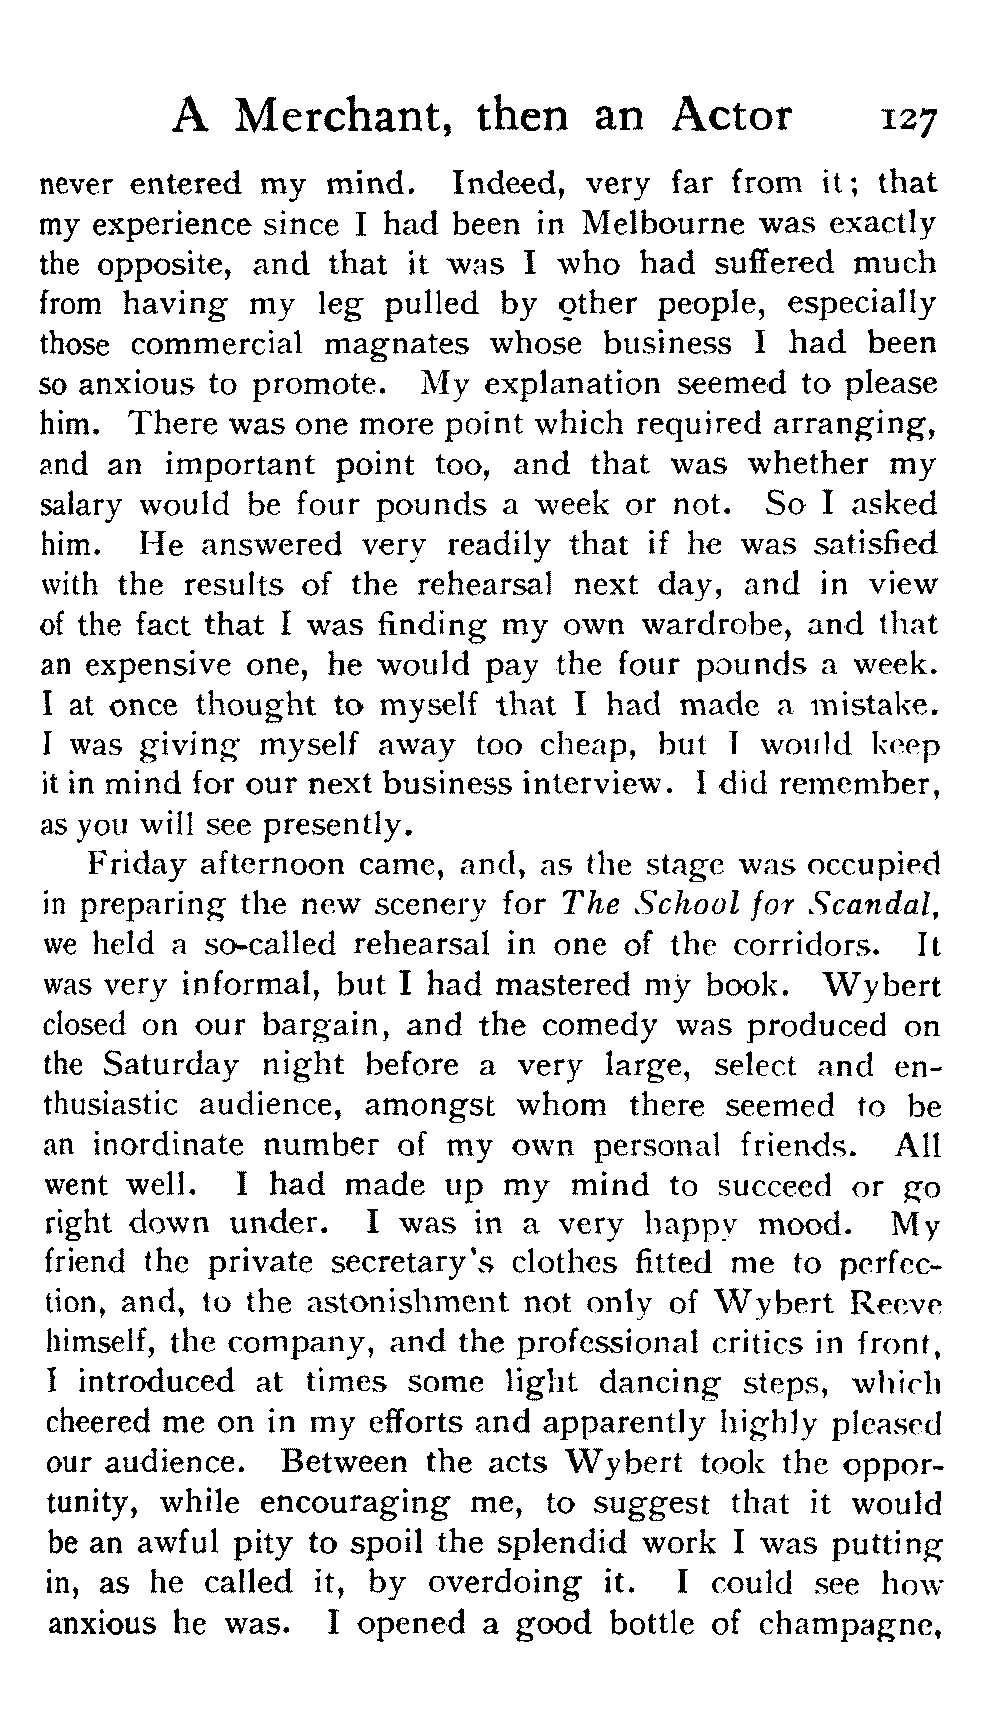 A Merchant, then an Actor 127
never entered my mind. Indeed, very far from it; that
my experience since I had been in Melbourne was exactly
the opposite, and that it was I who had suffered much
from having my leg pulled by other people, especially
those commercial magnates whose business I had been
so anxious to promote. My explanation seemed to please
him. There was one more point which required arranging,
and an important point too, and that was whether my
salary would be four pounds a week or not. So I asked
him. He answered very readily that if he was satisfied
with the results of the rehearsal next day, and in view
of the fact that I was finding my own wardrobe, and that
an expensive one, he would pay the four pounds a week.
I at once thought to myself that I had made a mistake.
I was giving myself away too cheap, but I would keep
it in mind for our next business interview. I did remember,
as you will see presently.
Friday afternoon came, and, as the stage was occupied
in preparing the new scenery for The School for Scandal,
we held a so-called rehearsal in one of the corridors. It
was very informal, but I had mastered my book. Wybert
closed on our bargain, and the comedy was produced on
the Saturday night before a very large, select and en-
thusiastic audience, amongst whom there seemed to be
an inordinate number of my own personal friends. All
went well. I had made up my mind to succeed or go
right down under. I was in a very happy mood. My
friend the private secretary's clothes fitted me to perfec-
tion, and, to the astonishment not only of Wybert Reeve
himself, the company, and the professional critics in front,
I introduced at times some light dancing steps, which
cheered me on in my efforts and apparently highly pleased
our audience. Between the acts Wybert took the oppor-
tunity, while encouraging me, to suggest that it would
be an awful pity to spoil the splendid work I was putting
in, as he called it, by overdoing it. I could see how
anxious he was. I opened a good bottle of champagne,